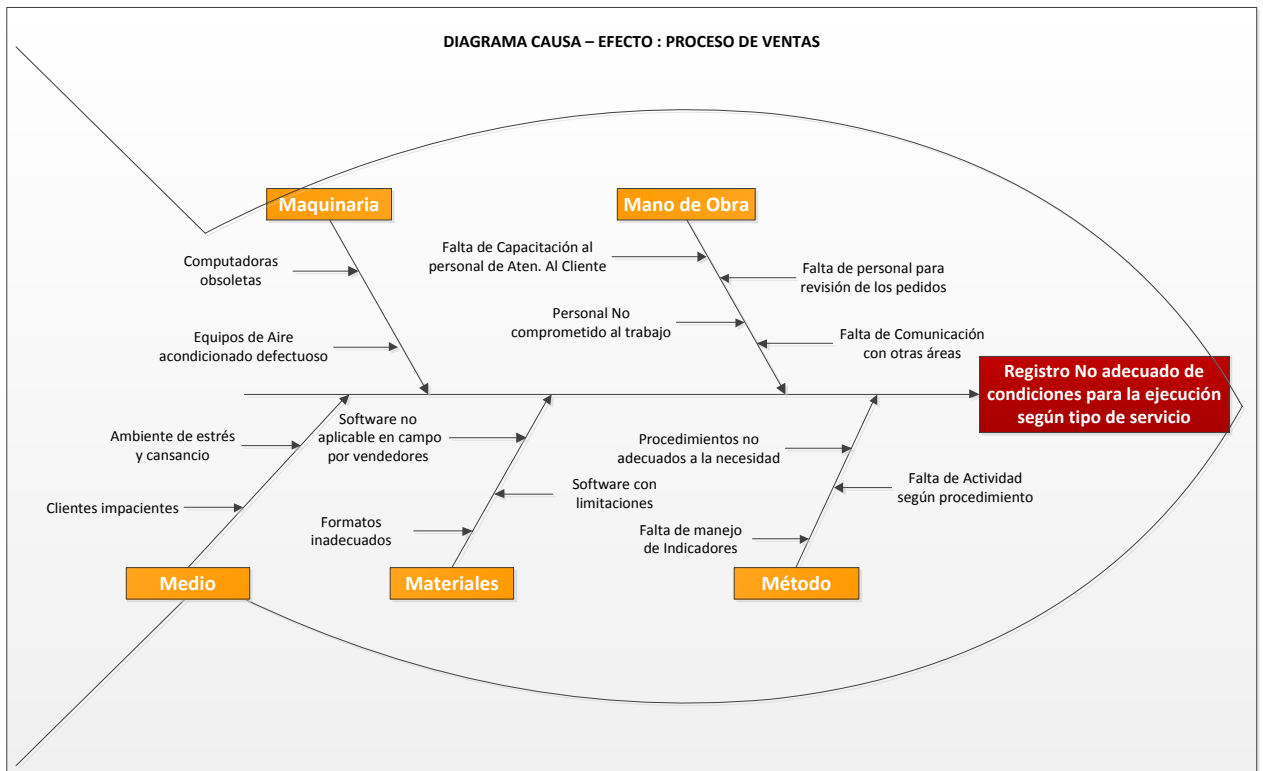 DIAGRAMA CAUSA – EFECTO : PROCESO DE VENTAS
Maquinaria
Mano de Obra
Computadoras
obsoletas
Falta de Capacitación al
personal de Aten. Al Cliente
Falta de personal para
revisión de los pedidos
Equipos de Aire
acondicionado defectuoso
Personal No
comprometido al trabajo
Falta de Comunicación
con otras áreas
Registro No adecuado de
condiciones para la ejecución
según tipo de servicio
Ambiente de estrés
y cansancio
Software no
aplicable en campo
por vendedores
Procedimientos no
adecuados a la necesidad
Clientes impacientes
Software con
limitaciones
Falta de Actividad
según procedimiento
Formatos
inadecuados
Falta de manejo
de Indicadores
Medio
Materiales
Método